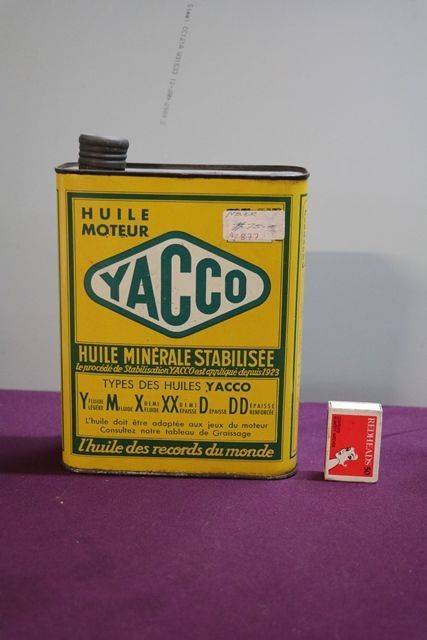 HUILE
MOTEUR
YACCO
HUILE MINÉRALE STABILISÉE
le procédé de Stabilisation YACCO est appliqué depuis 1923
TYPES DES HUILES YACCO
Y FLUIDE LÉGÈRE M FLUIDE X DEMI FLUIDE XX DEMI ÉPAISSE D ÉPAISSE DD ÉPAISSE RENFORCÉE
L'huile doit être adaptée aux jeux du moteur
Consultez notre tableau de Graissage
l'huile des records du monde
REDHEADS 50